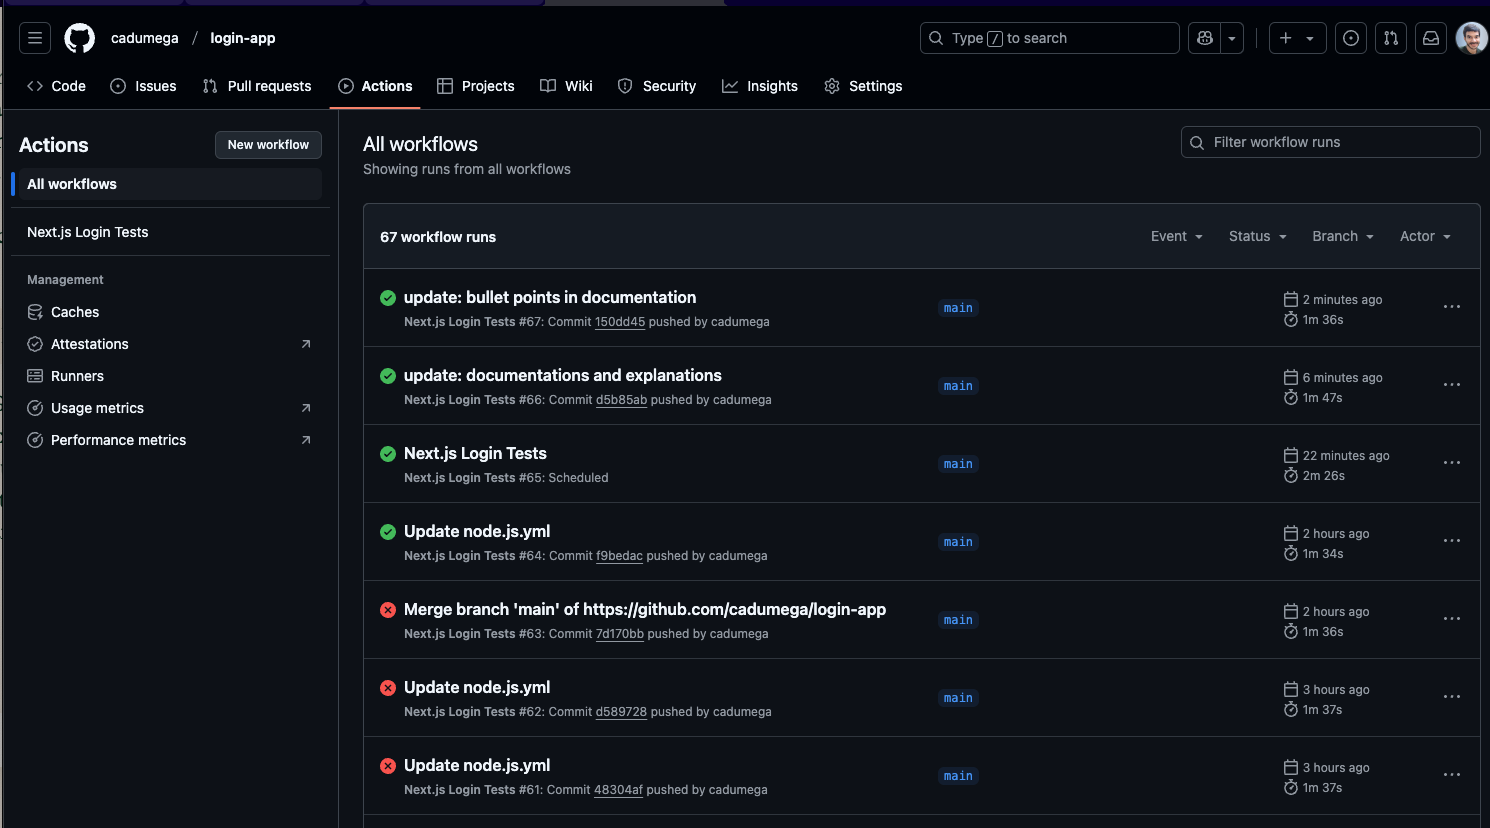 cadumega / login-app
Type / to search
Code Issues Pull requests Actions Projects Wiki Security Insights Settings
Actions
New workflow
All workflows
Next.js Login Tests
Management
Caches
Attestations
Runners
Usage metrics
Performance metrics
All workflows
Showing runs from all workflows
Filter workflow runs
67 workflow runs
Event Status Branch Actor
update: bullet points in documentation
Next.js Login Tests #67: Commit 150dd45 pushed by cadumega
main
2 minutes ago
1m 36s
update: documentations and explanations
Next.js Login Tests #66: Commit d5b85ab pushed by cadumega
main
6 minutes ago
1m 47s
Next.js Login Tests
Next.js Login Tests #65: Scheduled
main
22 minutes ago
2m 26s
Update node.js.yml
Next.js Login Tests #64: Commit f9bedac pushed by cadumega
main
2 hours ago
1m 34s
Merge branch 'main' of https://github.com/cadumega/login-app
Next.js Login Tests #63: Commit 7d170bb pushed by cadumega
main
2 hours ago
1m 36s
Update node.js.yml
Next.js Login Tests #62: Commit d589728 pushed by cadumega
main
3 hours ago
1m 37s
Update node.js.yml
Next.js Login Tests #61: Commit 48304af pushed by cadumega
main
3 hours ago
1m 37s